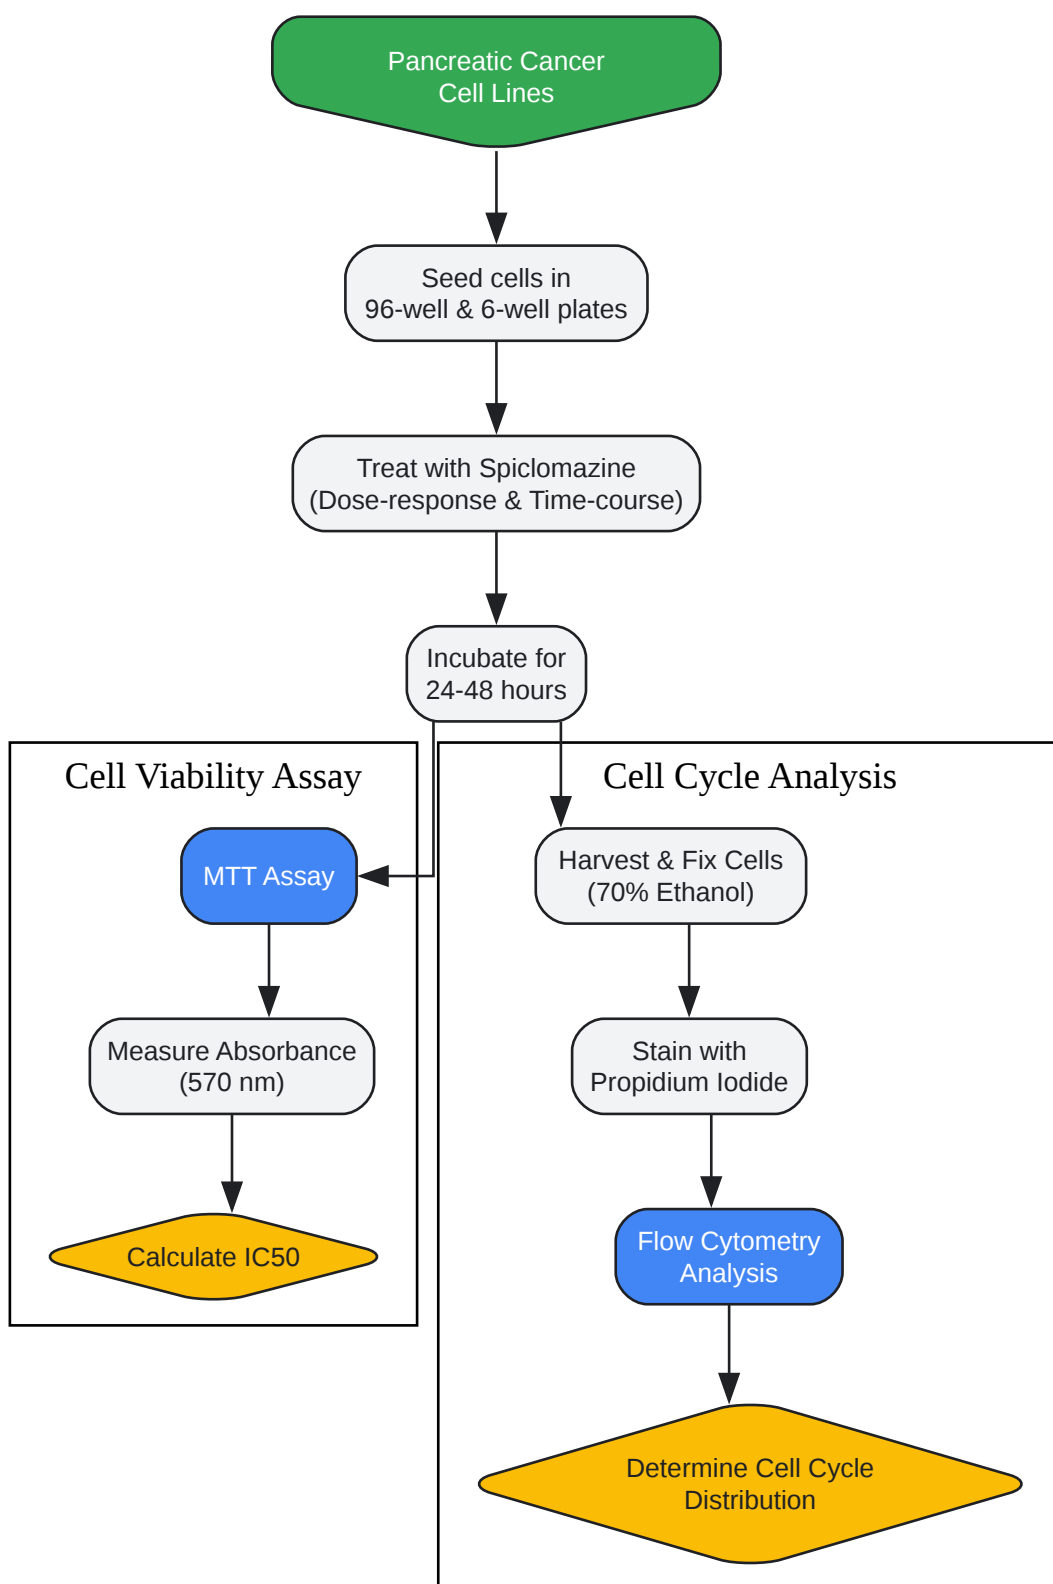 Pancreatic Cancer
Cell Lines
Seed cells in
96-well & 6-well plates
Treat with Spiclomazine
(Dose-response & Time-course)
Incubate for
24-48 hours
Cell Viability Assay
MTT Assay
Measure Absorbance
(570 nm)
Calculate IC50
Cell Cycle Analysis
Harvest & Fix Cells
(70% Ethanol)
Stain with
Propidium Iodide
Flow Cytometry
Analysis
Determine Cell Cycle
Distribution